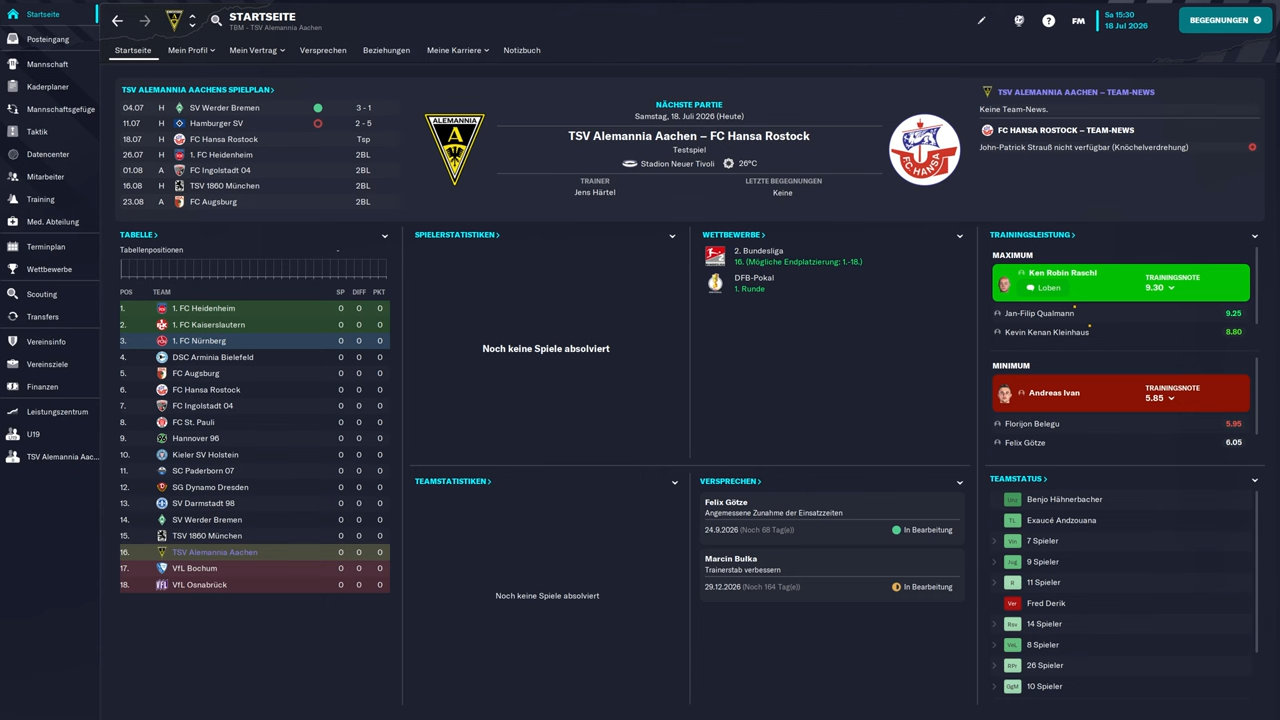 Startseite
Posteingang
Mannschaft
Kaderplaner
Mannschaftsgefüge
Taktik
Datencenter
Mitarbeiter
Training
Med. Abteilung
Terminplan
Wettbewerbe
Scouting
Transfers
Vereinsinfo
Vereinsziele
Finanzen
Leistungszentrum
U19
TSV Alemannia Aac...
STARTSEITE
TBM - TSV Alemannia Aachen
FM
Sa 15:30
18 Jul 2026
BEGEGNUNGEN
Startseite Mein Profil Mein Vertrag Versprechen Beziehungen Meine Karriere Notizbuch
TSV ALEMANNIA AACHENS SPIELPLAN
04.07 H SV Werder Bremen 3 - 1
11.07 H Hamburger SV 2 - 5
18.07 H FC Hansa Rostock Tsp
26.07 H 1. FC Heidenheim 2BL
01.08 A FC Ingolstadt 04 2BL
16.08 H TSV 1860 München 2BL
23.08 A FC Augsburg 2BL
ALEMANNIA
A
NÄCHSTE PARTIE
Samstag, 18. Juli 2026 (Heute)
TSV Alemannia Aachen – FC Hansa Rostock
Testspiel
Stadion Neuer Tivoli 26°C
TRAINER LETZTE BEGEGNUNGEN
Jens Härtel Keine
F.C. HANSA ROSTOCK
TSV ALEMANNIA AACHEN – TEAM-NEWS
Keine Team-News.
FC HANSA ROSTOCK – TEAM-NEWS
John-Patrick Strauß nicht verfügbar (Knöchelverdrehung)
TABELLE
Tabellenpositionen -
POS TEAM SP DIFF PKT
1. 1. FC Heidenheim 0 0 0
2. 1. FC Kaiserslautern 0 0 0
3. 1. FC Nürnberg 0 0 0
4. DSC Arminia Bielefeld 0 0 0
5. FC Augsburg 0 0 0
6. FC Hansa Rostock 0 0 0
7. FC Ingolstadt 04 0 0 0
8. FC St. Pauli 0 0 0
9. Hannover 96 0 0 0
10. Kieler SV Holstein 0 0 0
11. SC Paderborn 07 0 0 0
12. SG Dynamo Dresden 0 0 0
13. SV Darmstadt 98 0 0 0
14. SV Werder Bremen 0 0 0
15. TSV 1860 München 0 0 0
16. TSV Alemannia Aachen 0 0 0
17. VfL Bochum 0 0 0
18. VfL Osnabrück 0 0 0
SPIELERSTATISTIKEN
Noch keine Spiele absolviert
TEAMSTATISTIKEN
Noch keine Spiele absolviert
WETTBEWERBE
2. Bundesliga
16. (Mögliche Endplatzierung: 1.-18.)
DFB-Pokal
1. Runde
VERSPRECHEN
Felix Götze
Angemessene Zunahme der Einsatzzeiten
24.9.2026 (Noch 68 Tag(e)) In Bearbeitung
Marcin Bulka
Trainerstab verbessern
29.12.2026 (Noch 164 Tag(e)) In Bearbeitung
TRAININGSLEISTUNG
MAXIMUM
Ken Robin Raschl TRAININGSNOTE
Loben 9.30
Jan-Filip Qualmann 9.25
Kevin Kenan Kleinhaus 8.80
MINIMUM
Andreas Ivan TRAININGSNOTE
5.85
Florijon Belegu 5.95
Felix Götze 6.05
TEAMSTATUS
Unz Benjo Hähnerbacher
TL Exaucé Andzouana
Vin 7 Spieler
Jug 9 Spieler
R 11 Spieler
Ver Fred Derik
Rsv 14 Spieler
VeL 8 Spieler
RPr 26 Spieler
GgM 10 Spieler